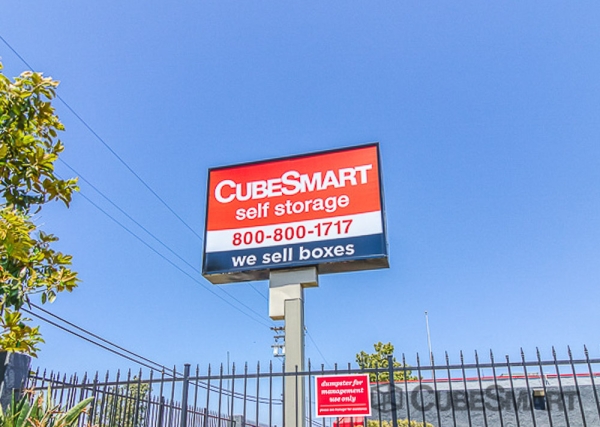 CUBESMART
self storage
800-800-1717
we sell boxes
dumpster for
management
use only
CUBESMART